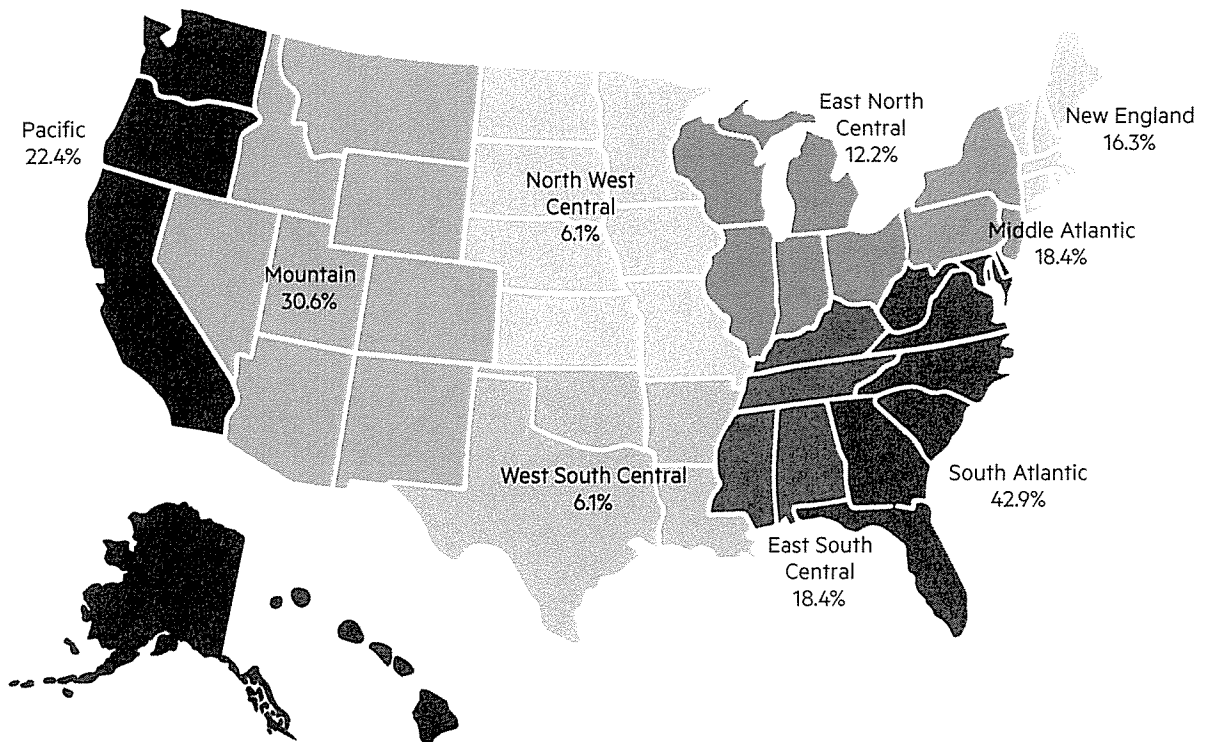 Pacific
22.4%
Mountain
30.6%
North West
Central
6.1%
West South Central
6.1%
East North
Central
12.2%
New England
16.3%
Middle Atlantic
18.4%
South Atlantic
42.9%
East South
Central
18.4%